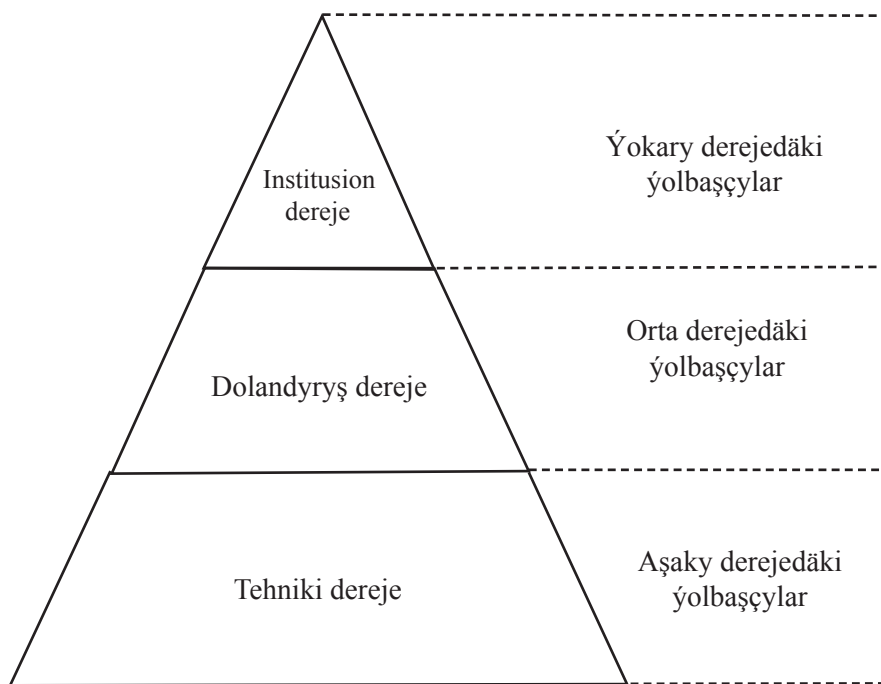 Institusion
dereje
Ýokary derejedäki
ýolbaşçylar
Dolandyryş dereje
Orta derejedäki
ýolbaşçylar
Tehniki dereje
Aşaky derejedäki
ýolbaşçylar